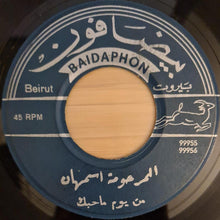 بيضافون
BAIDAPHON
Beirut بيروت
45 RPM
99955
99956
المرحومة اسمهان
من يوم ماحبك